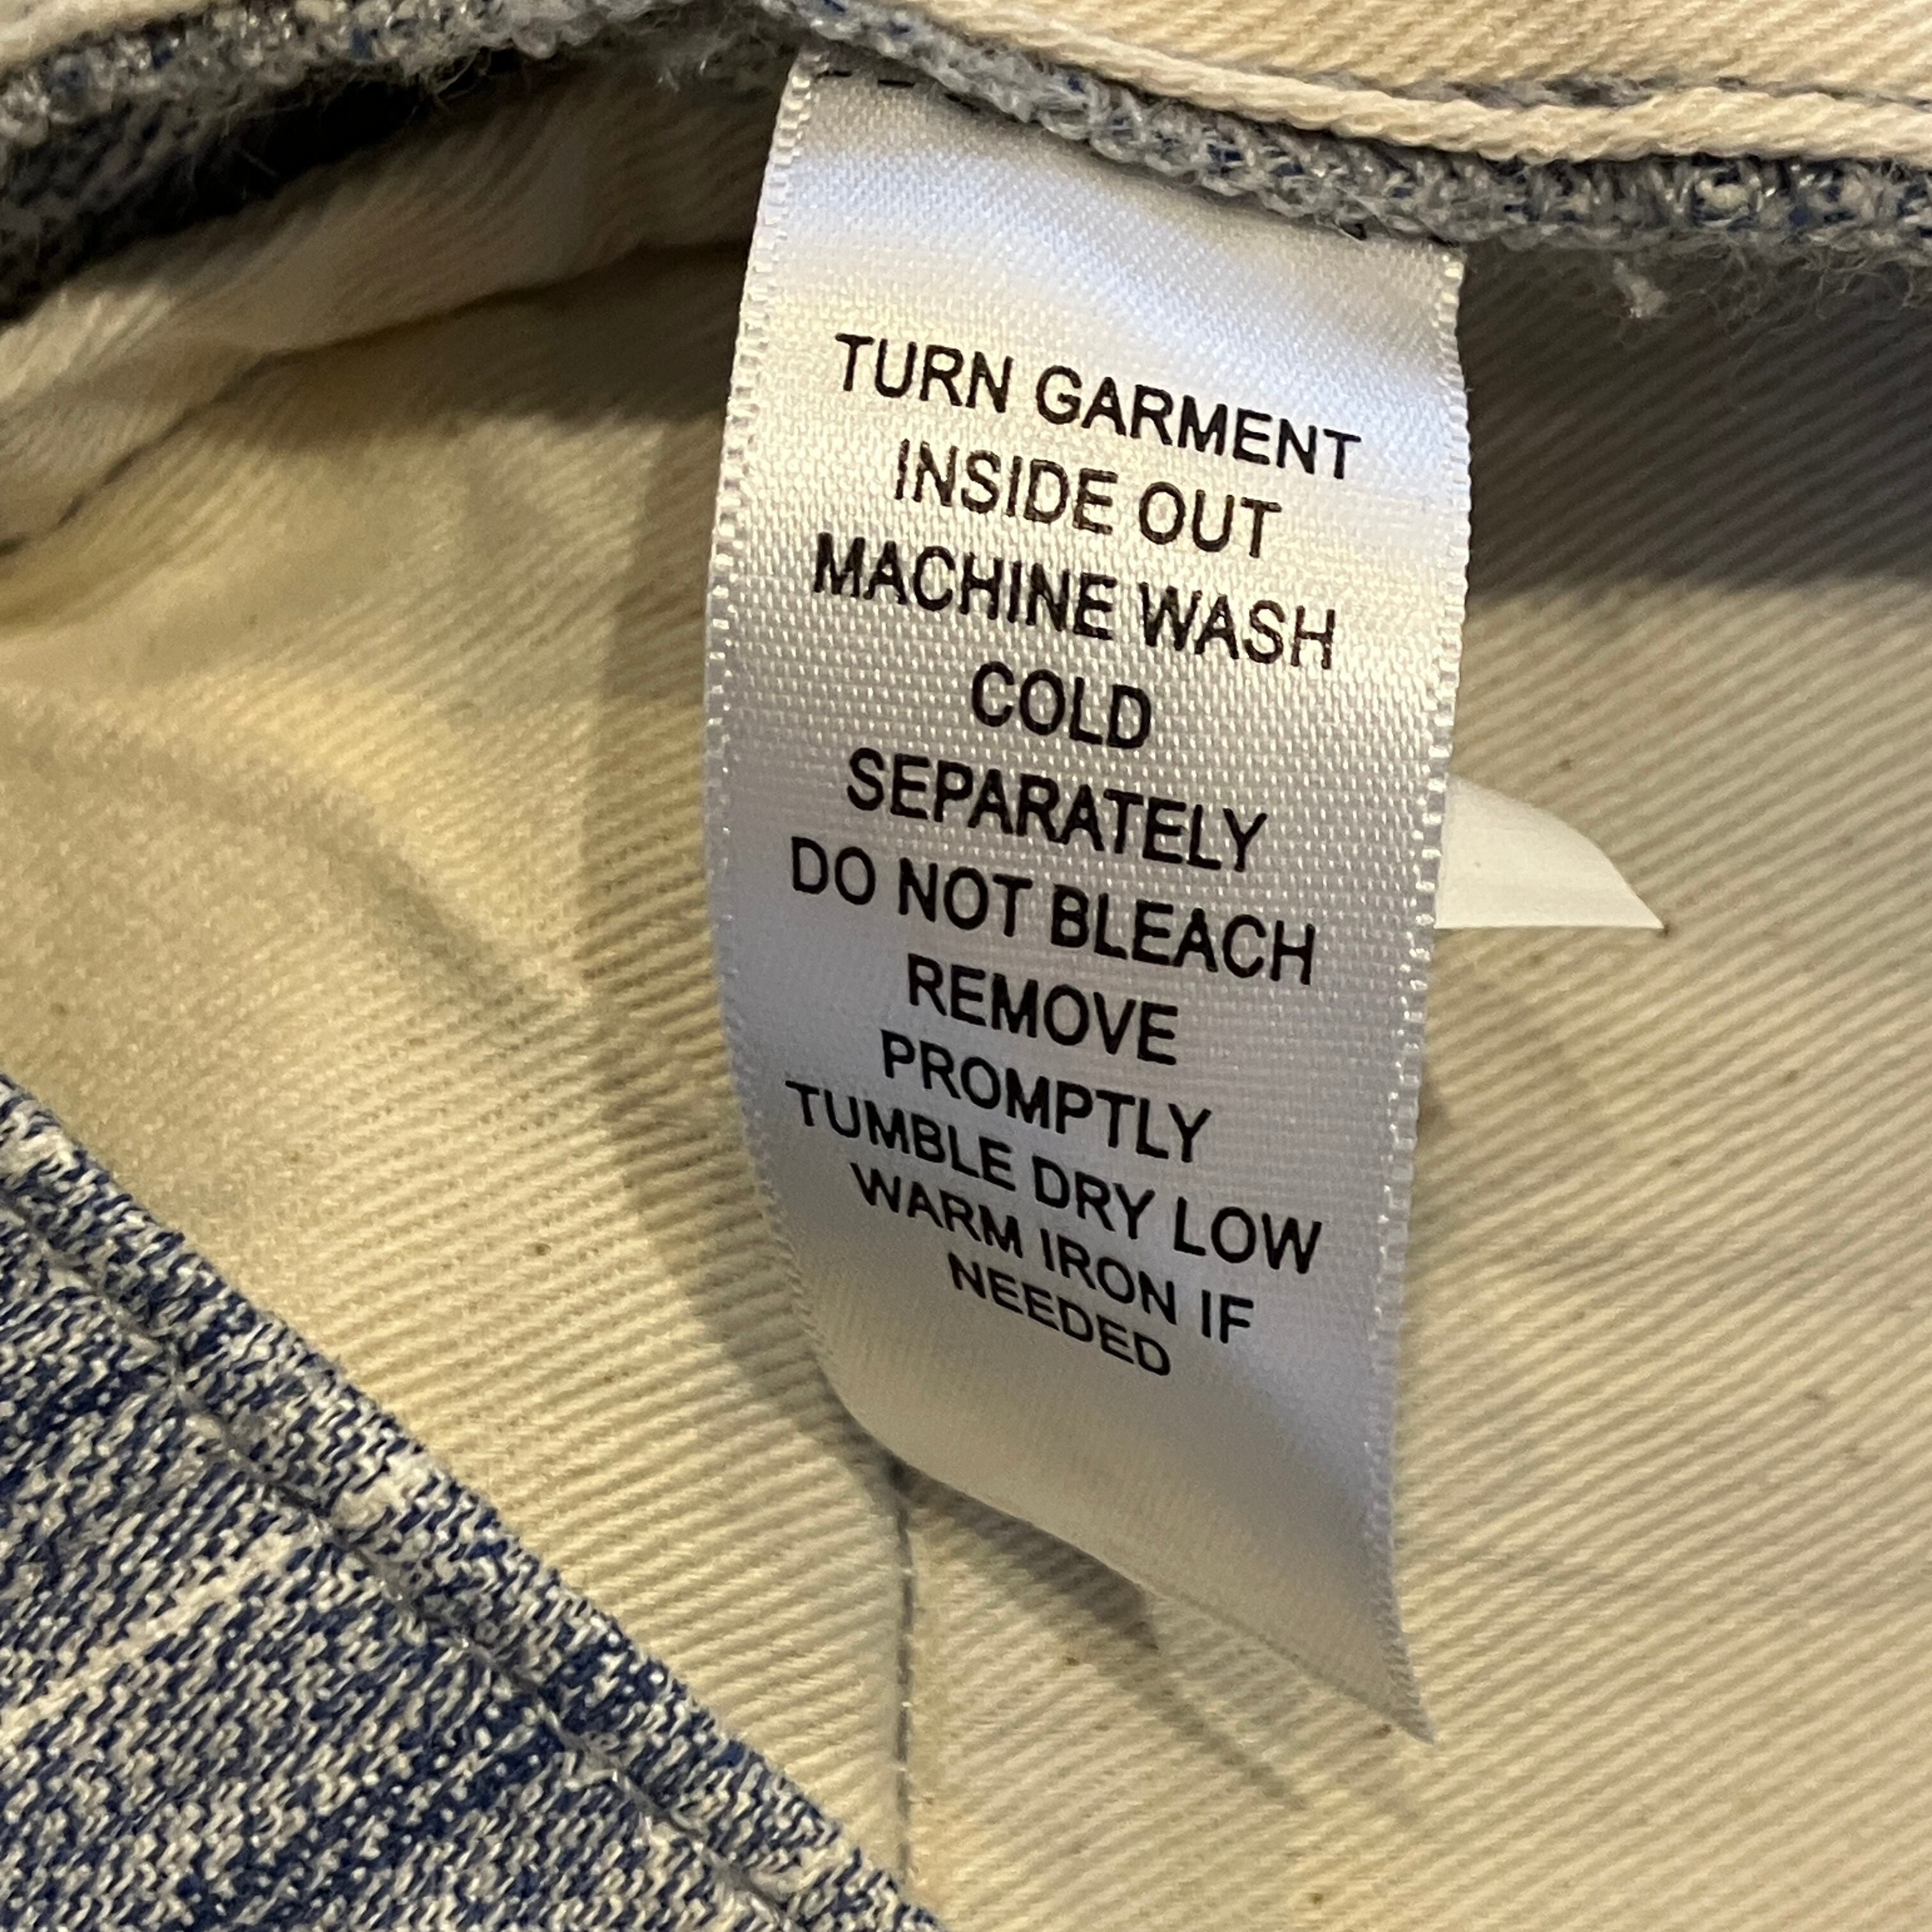 TURN GARMENT
INSIDE OUT
MACHINE WASH
COLD
SEPARATELY
DO NOT BLEACH
REMOVE
PROMPTLY
TUMBLE DRY LOW
WARM IRON IF
NEEDED